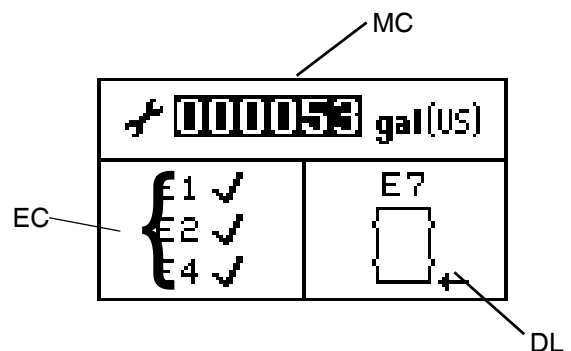 MC
000053 gal(US)
EC
E1 ✓
E2 ✓
E4 ✓
E7
DL